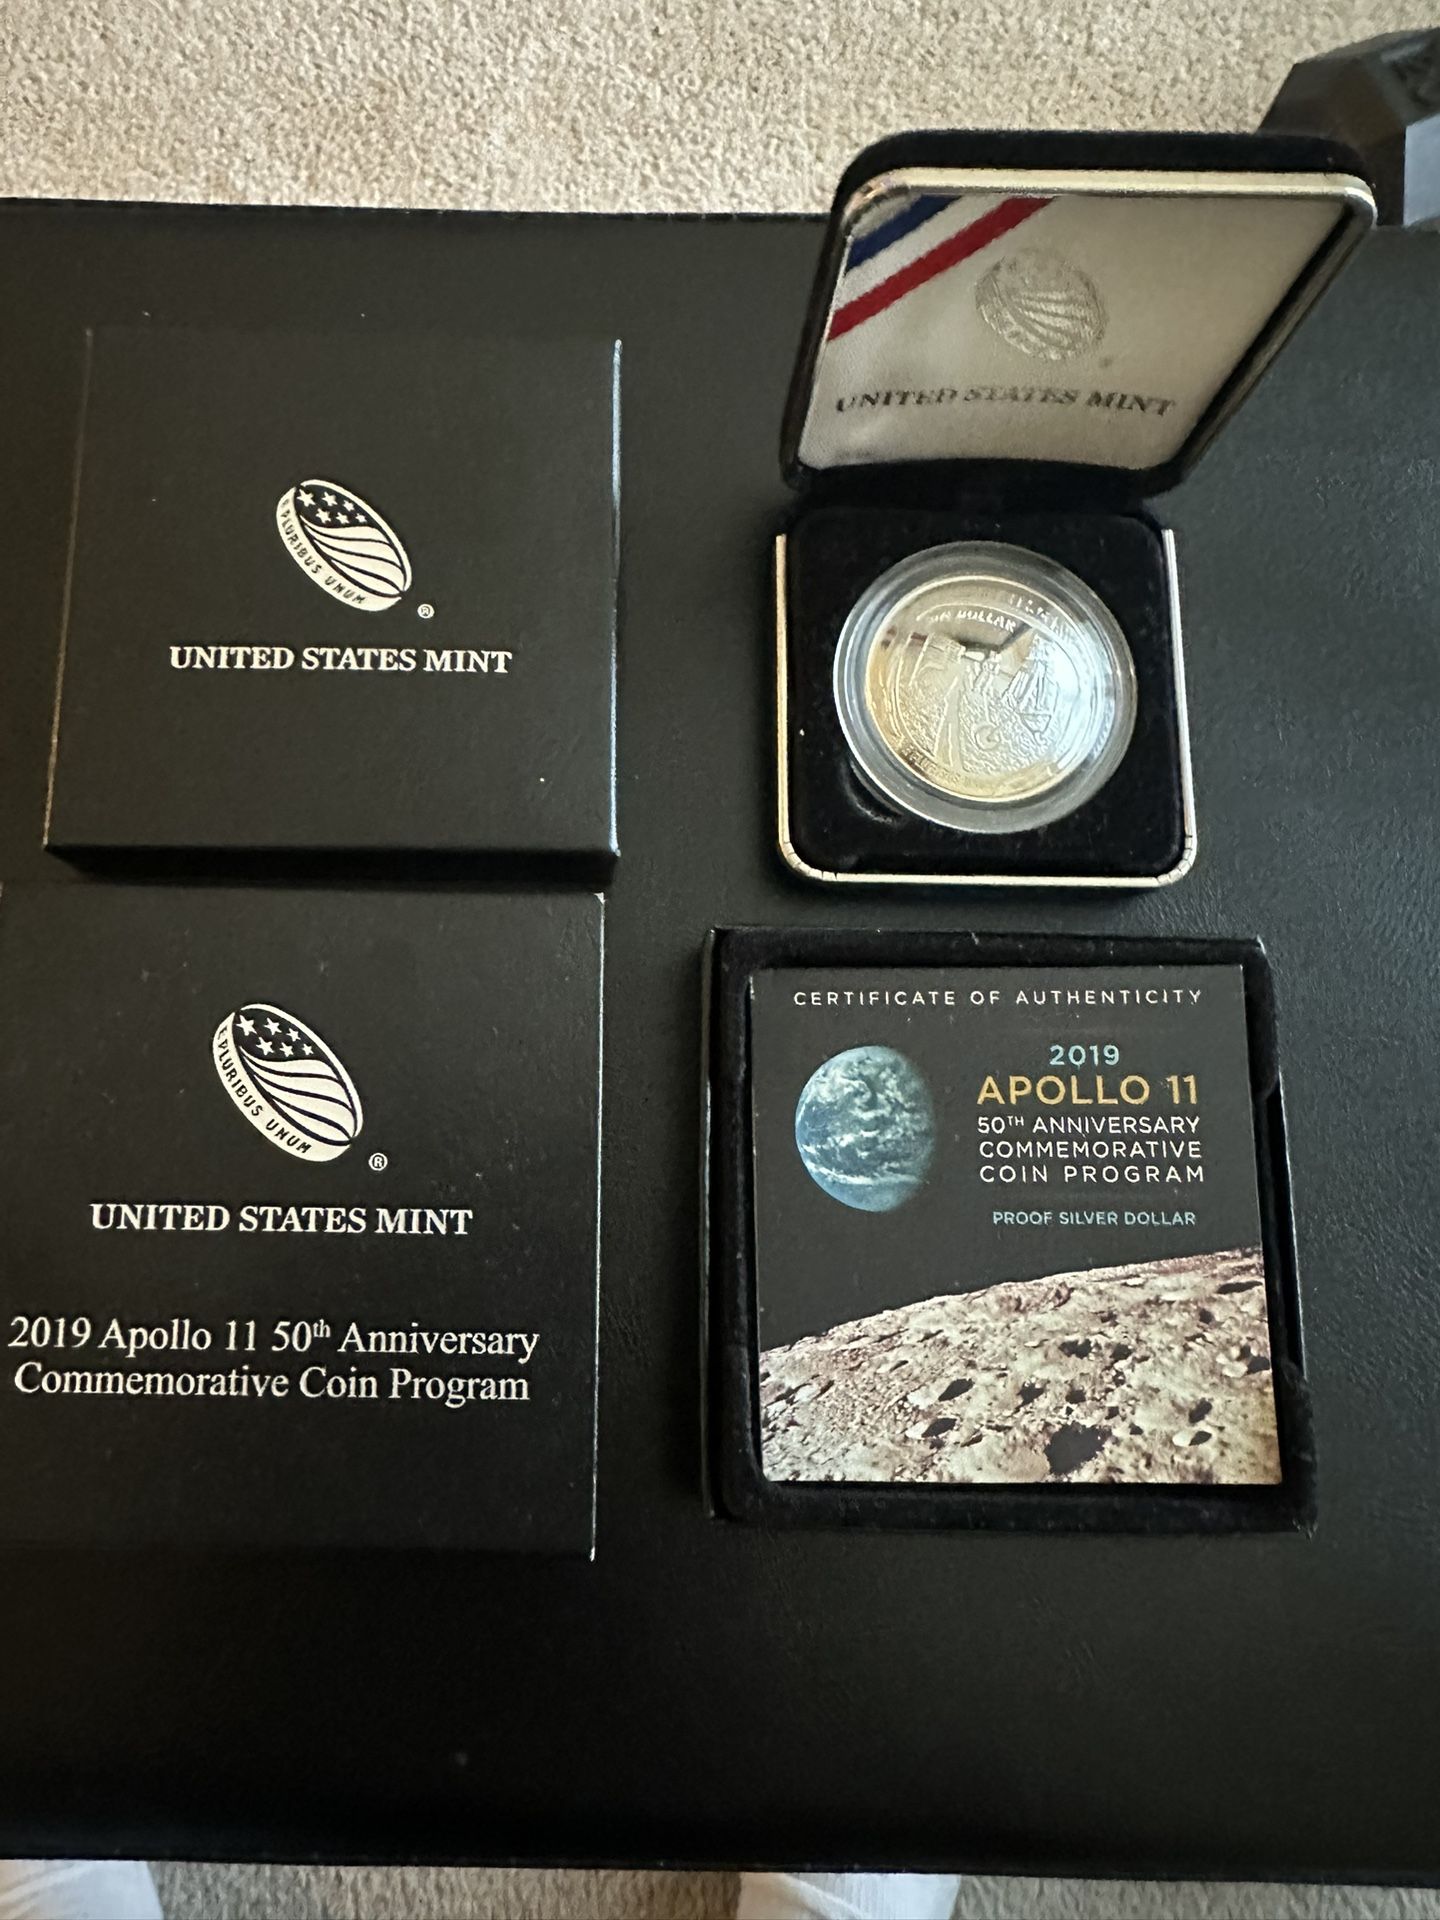 UNITED STATES MINT
E PLURIBUS UNUM
®
UNITED STATES MINT
DOLLAR
E PLURIBUS UNUM
®
UNITED STATES MINT
2019 Apollo 11 50th Anniversary
Commemorative Coin Program
CERTIFICATE OF AUTHENTICITY
2019
APOLLO 11
50TH ANNIVERSARY
COMMEMORATIVE
COIN PROGRAM
PROOF SILVER DOLLAR